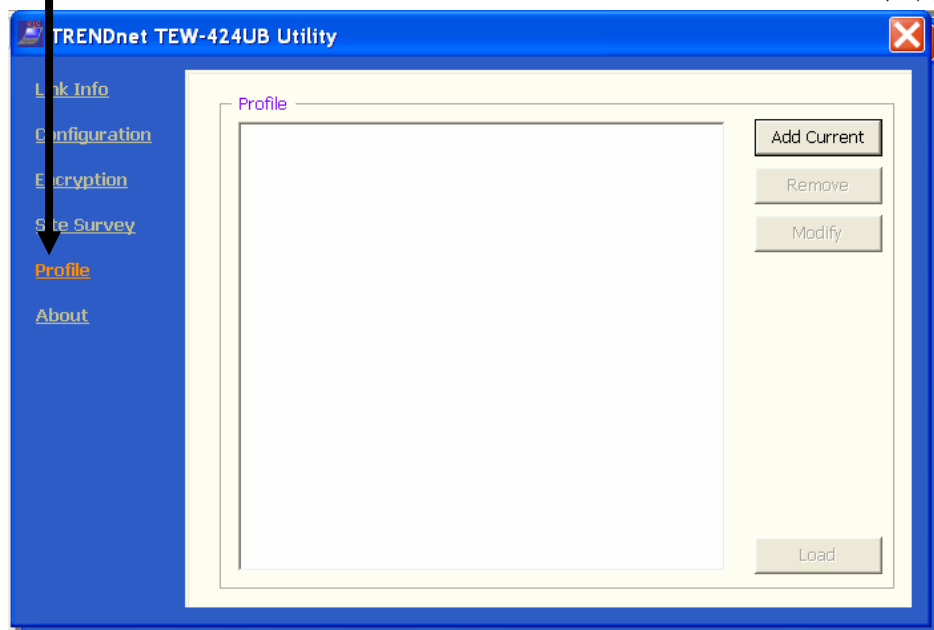 TRENDnet TEW-424UB Utility
Link Info
Configuration
Encryption
Site Survey
Profile
About
Profile
Add Current
Remove
Modify
Load